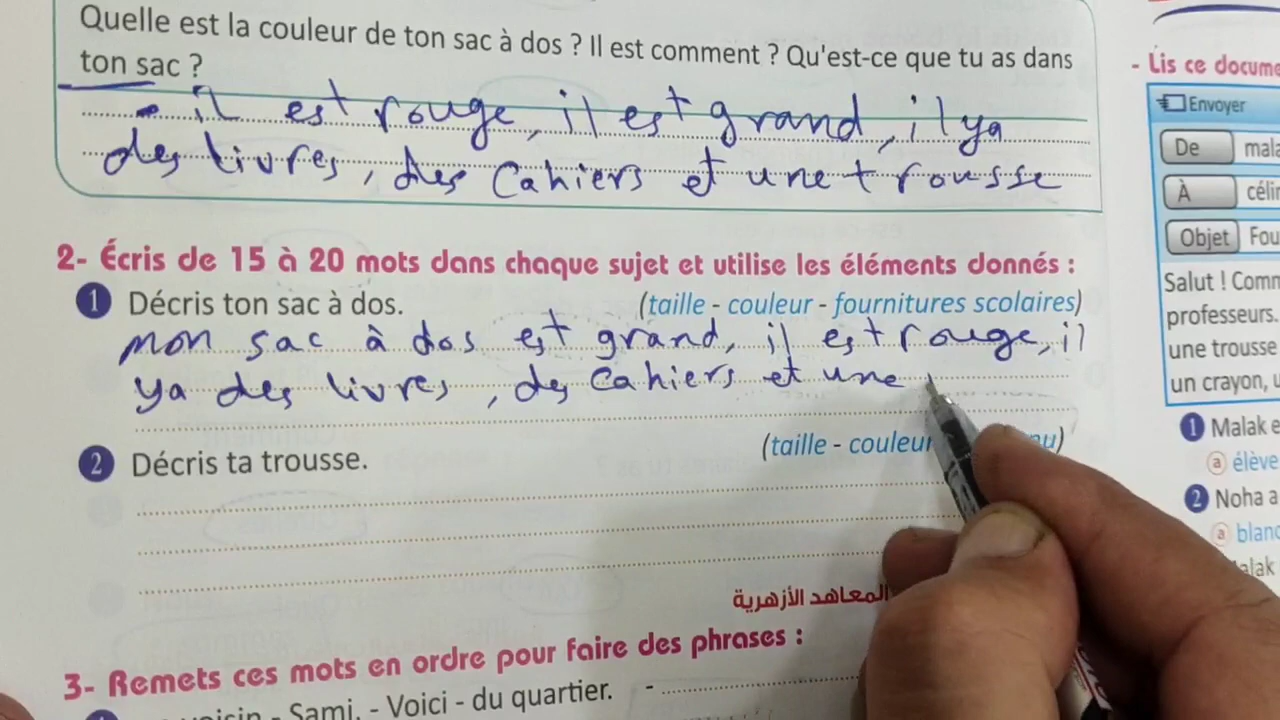 Quelle est la couleur de ton sac à dos ? Il est comment ? Qu'est-ce que tu as dans
ton sac ?
- il est rouge, il est grand, il ya
des livres, des cahiers et une trousse
2- Écris de 15 à 20 mots dans chaque sujet et utilise les éléments donnés :
1 Décris ton sac à dos. (taille - couleur - fournitures scolaires)
mon sac à dos est grand, il est rouge, il
ya des livres, des cahiers et une
2 Décris ta trousse. (taille - couleur
المعاهد الأزهرية
3- Remets ces mots en ordre pour faire des phrases :
- Sami. - Voici - du quartier. -
- Lis ce docume
Envoyer
De mala
À célin
Objet Fou
Salut ! Comm
professeurs.
une trousse
un crayon, u
1 Malak e
a élève
2 Noha a
a blanc